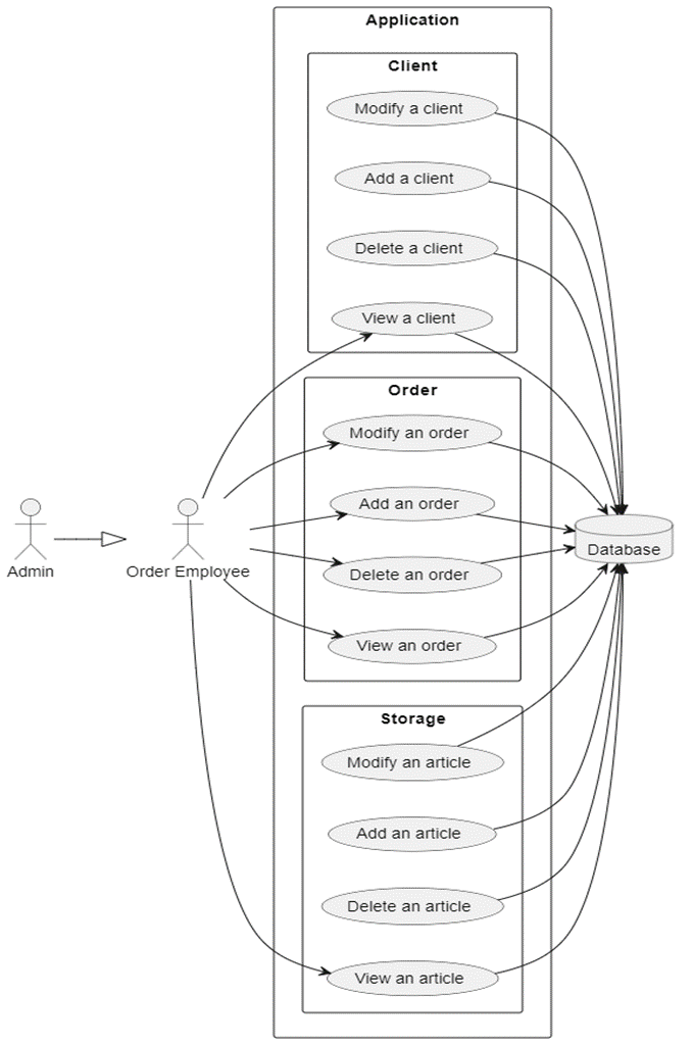 Application
Client
Modify a client
Add a client
Delete a client
View a client
Order
Modify an order
Add an order
Delete an order
View an order
Admin
Order Employee
Database
Storage
Modify an article
Add an article
Delete an article
View an article